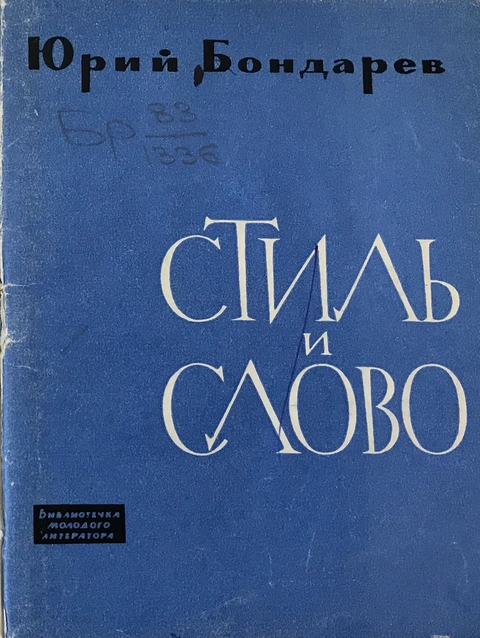 Юрий Бондарев
Бр 83
1336
СТИЛЬ
и
СЛОВО
Библиотечка
молодого
литератора